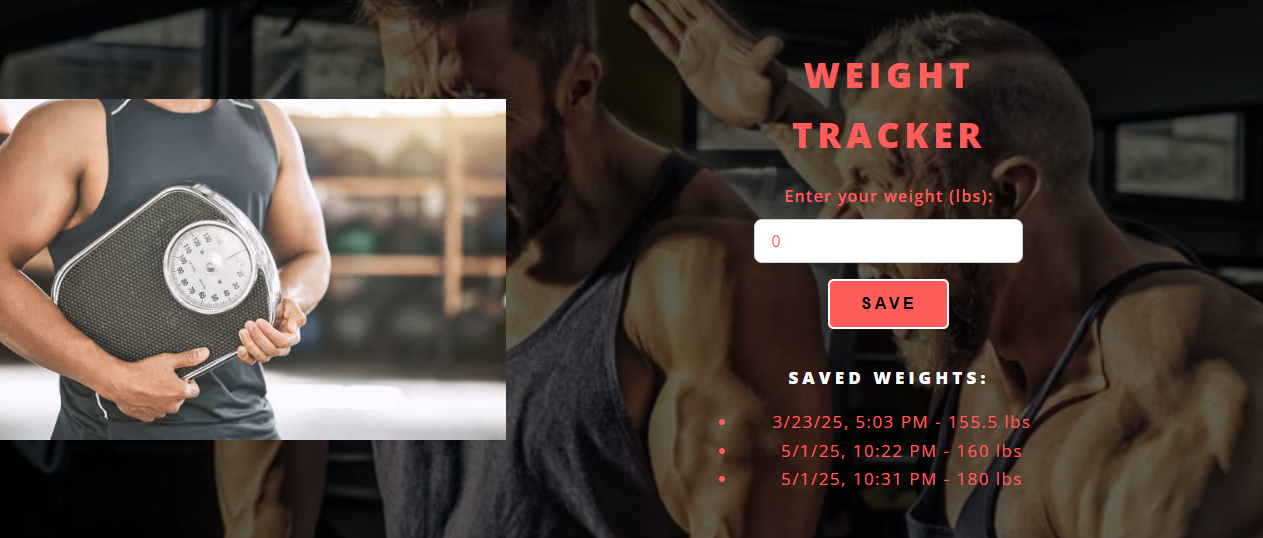 WEIGHT
TRACKER
Enter your weight (lbs):
0
SAVE
SAVED WEIGHTS:
3/23/25, 5:03 PM - 155.5 lbs
5/1/25, 10:22 PM - 160 lbs
5/1/25, 10:31 PM - 180 lbs